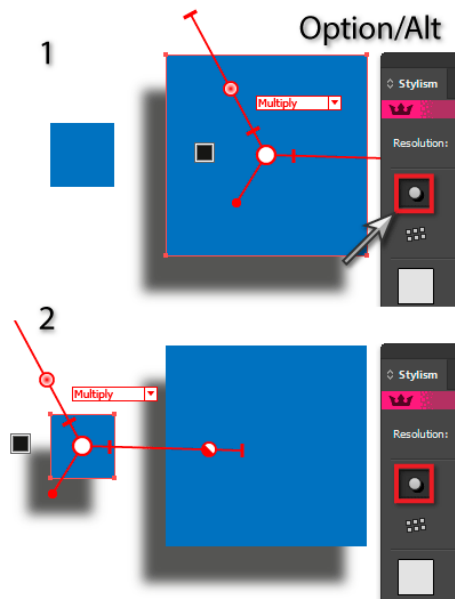 Option/Alt
1
Stylism
Multiply
Resolution:
2
Stylism
Multiply
Resolution: